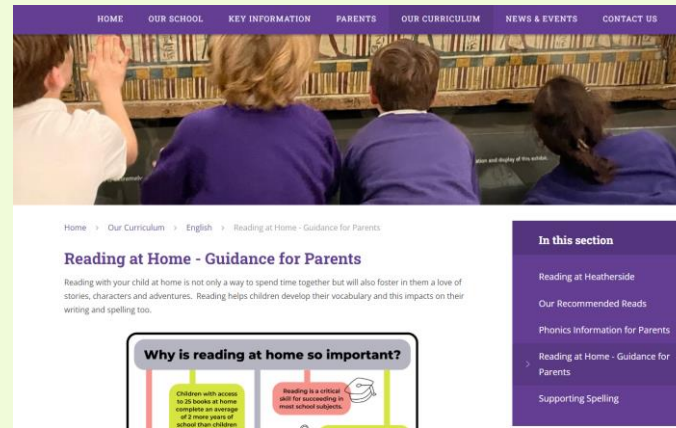 HOME OUR SCHOOL KEY INFORMATION PARENTS OUR CURRICULUM NEWS & EVENTS CONTACT US
ation and display of this exhibit.
Home › Our Curriculum › English › Reading at Home - Guidance for Parents
Reading at Home - Guidance for Parents
Reading with your child at home is not only a way to spend time together but will also foster in them a love of
stories, characters and adventures. Reading helps children develop their vocabulary and this impacts on their
writing and spelling too.
Why is reading at home so important?
Children with access
to 25 books at home
complete an average
of 2 more years of
school than children
Reading is a critical
skill for succeeding in
most school subjects.
In this section
Reading at Heatherside
Our Recommended Reads
Phonics Information for Parents
› Reading at Home - Guidance for
Parents
Supporting Spelling